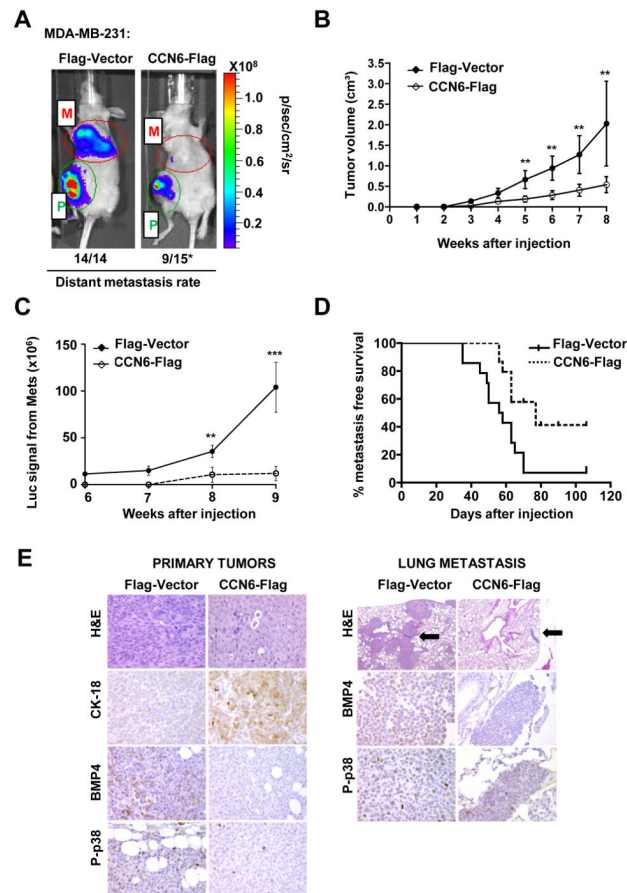 A
MDA-MB-231:
Flag-Vector CCN6-Flag
X10⁸
M M
P P
1.0
0.8
0.6
0.4
0.2
p/sec/cm²/sr
14/14 9/15*
Distant metastasis rate
B
Flag-Vector
CCN6-Flag
Tumor volume (cm³)
3.5
3.0
2.5
2.0
1.5
1.0
0.5
0.0
** ** ** **
1 2 3 4 5 6 7 8
Weeks after injection
C
Flag-Vector
CCN6-Flag
Luc signal from Mets (x10⁶)
150
100
50
0
** ***
6 7 8 9
Weeks after injection
D
Flag-Vector
CCN6-Flag
% metastasis free survival
100
80
60
40
20
0
0 20 40 60 80 100 120
Days after injection
E
PRIMARY TUMORS
Flag-Vector CCN6-Flag
H&E
CK-18
BMP4
P-p38
LUNG METASTASIS
Flag-Vector CCN6-Flag
H&E
BMP4
P-p38